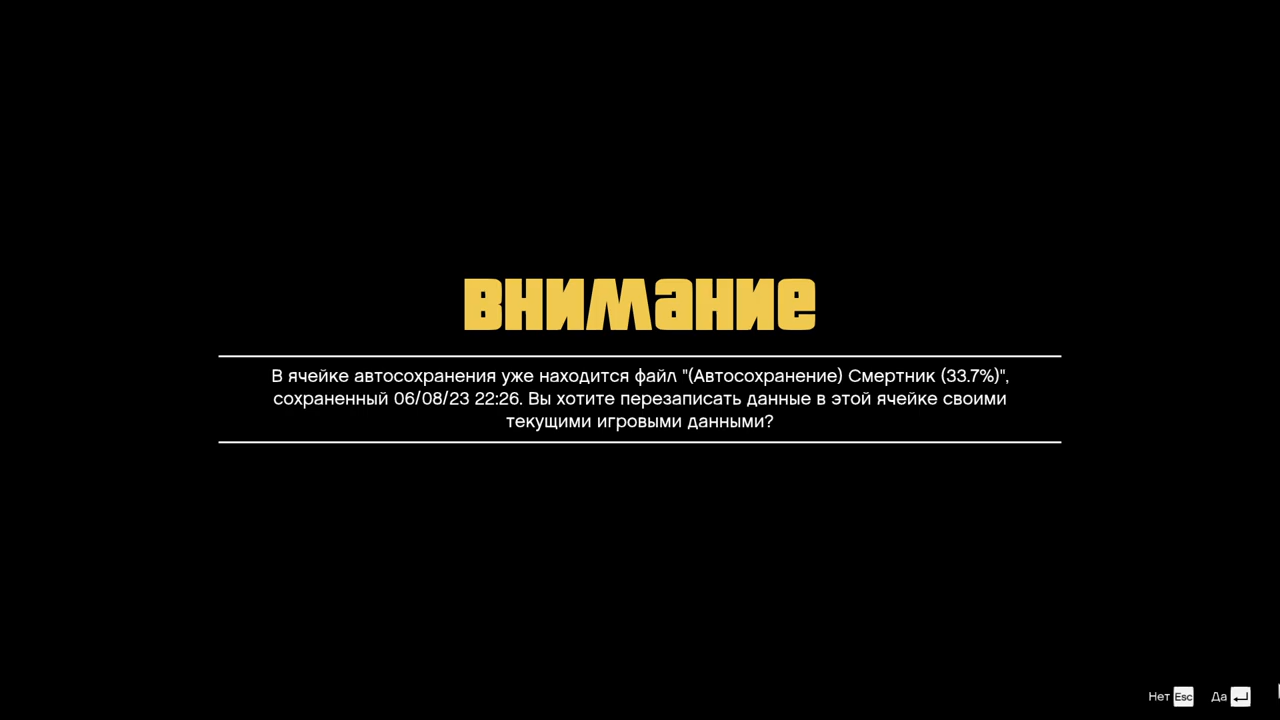 внимание
В ячейке автосохранения уже находится файл "(Автосохранение) Смертник (33.7%)",
сохраненный 06/08/23 22:26. Вы хотите перезаписать данные в этой ячейке своими
текущими игровыми данными?
Нет Esc Да